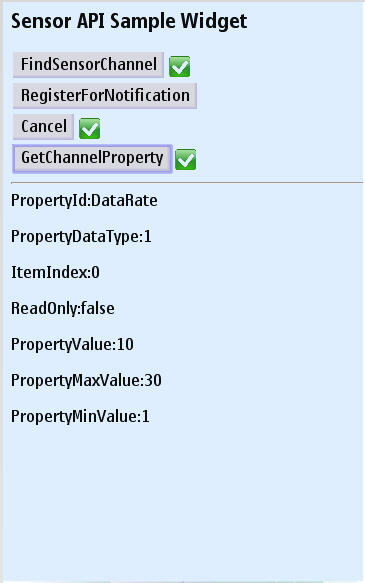 Sensor API Sample Widget
FindSensorChannel
RegisterForNotification
Cancel
GetChannelProperty
PropertyId:DataRate
PropertyDataType:1
ItemIndex:0
ReadOnly:false
PropertyValue:10
PropertyMaxValue:30
PropertyMinValue:1